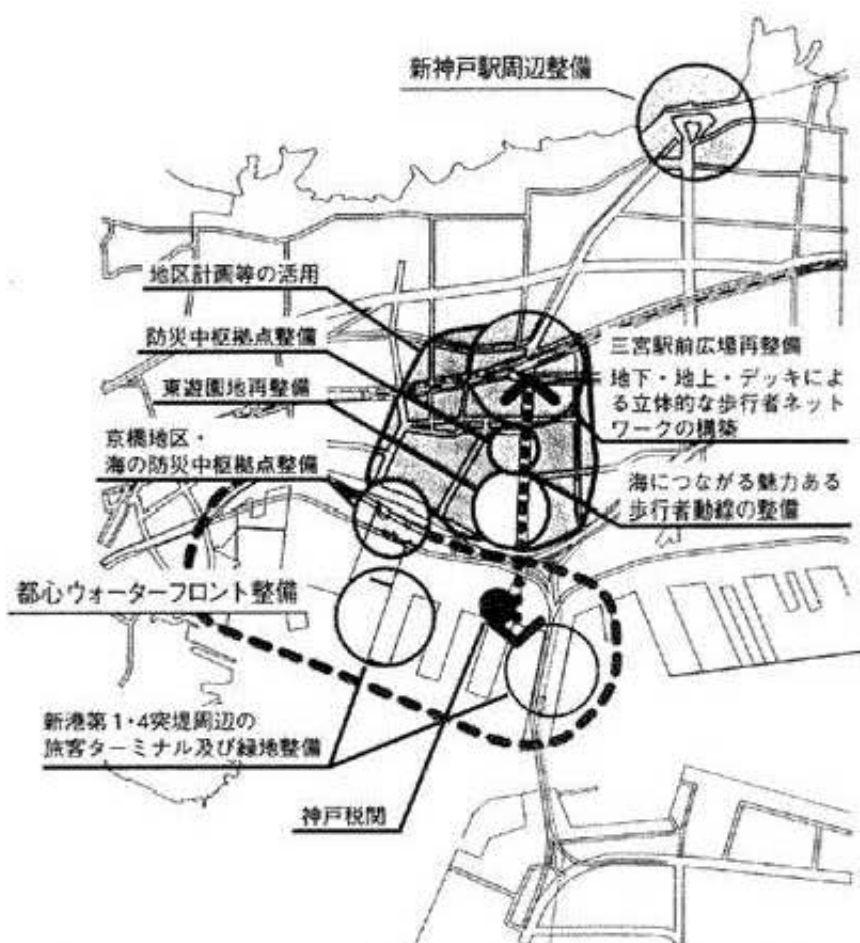 新神戸駅周辺整備
地区計画等の活用
防災中枢拠点整備
東遊園地再整備
京橋地区・
海の防災中枢拠点整備
三宮駅前広場再整備
地下・地上・デッキによ
る立体的な歩行者ネット
ワークの構築
海につながる魅力ある
歩行者動線の整備
都心ウォーターフロント整備
新港第1・4突堤周辺の
旅客ターミナル及び緑地整備
神戸税関